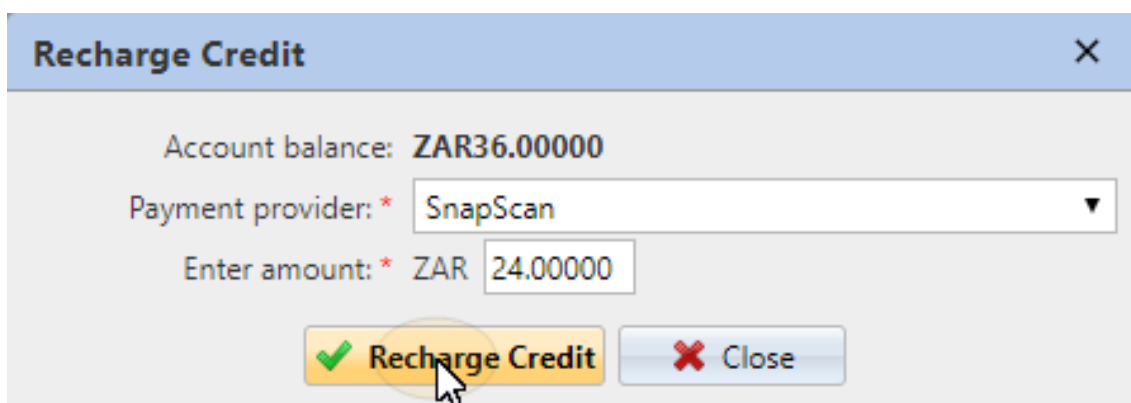 Recharge Credit
Account balance: ZAR36.00000
Payment provider: * SnapScan
Enter amount: * ZAR 24.00000
Recharge Credit Close